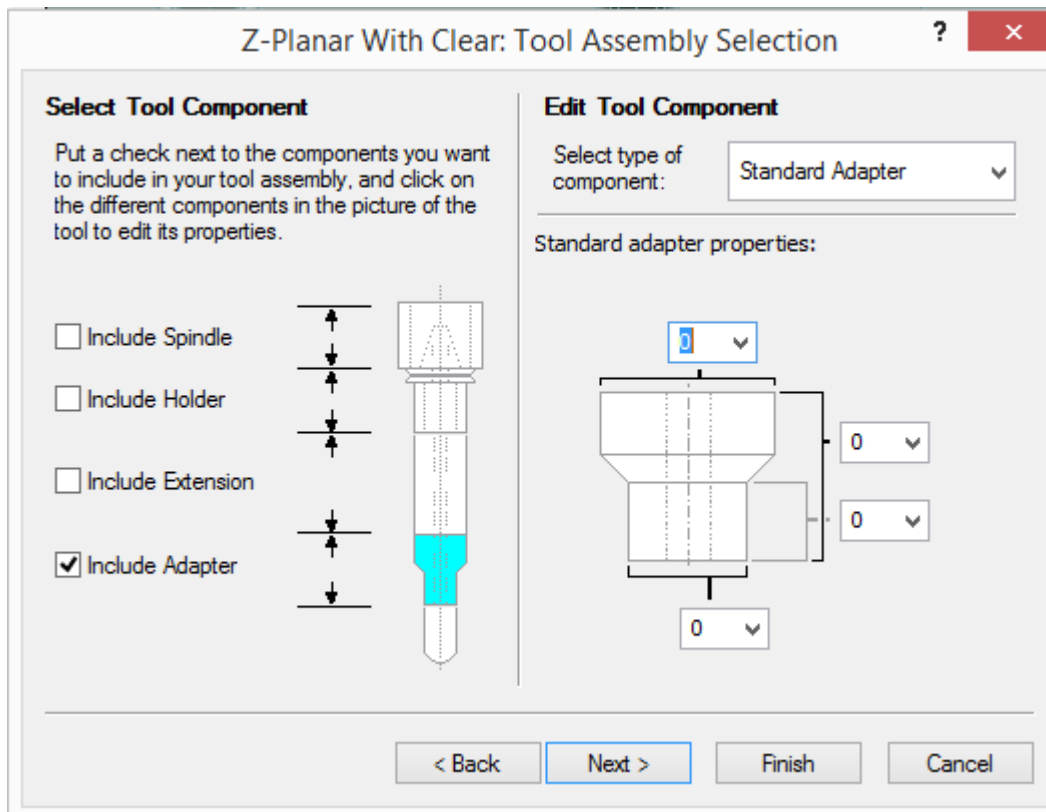 Z-Planar With Clear: Tool Assembly Selection
?
Select Tool Component
Put a check next to the components you want
to include in your tool assembly, and click on
the different components in the picture of the
tool to edit its properties.
Include Spindle
Include Holder
Include Extension
Include Adapter
Edit Tool Component
Select type of
component:
Standard Adapter
Standard adapter properties:
0
0
0
0
< Back
Next >
Finish
Cancel